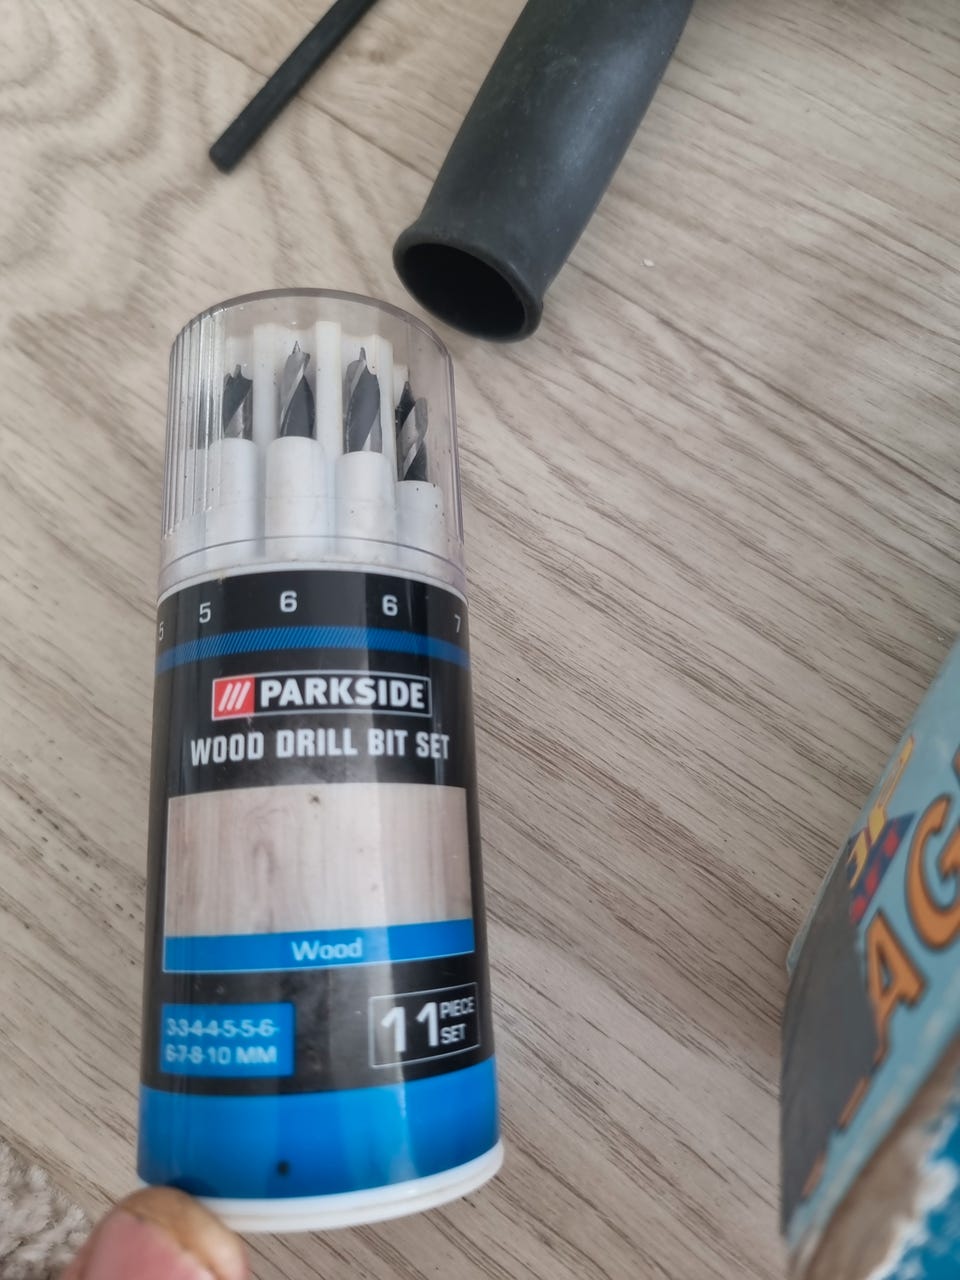 5 5 6 6 7
PARKSIDE
WOOD DRILL BIT SET
Wood
3-3-4-4-5-5-6-
6-7-8-10 MM
11 PIECE
SET
AG